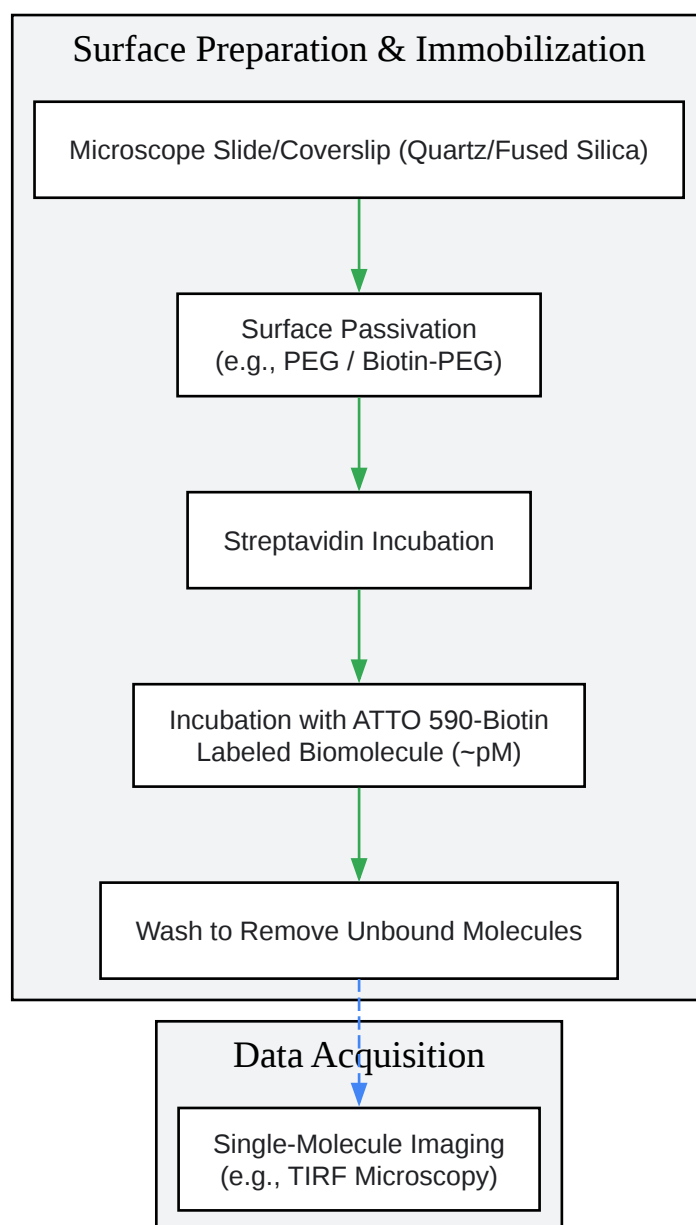 Surface Preparation & Immobilization
Microscope Slide/Coverslip (Quartz/Fused Silica)
Surface Passivation
(e.g., PEG / Biotin-PEG)
Streptavidin Incubation
Incubation with ATTO 590-Biotin
Labeled Biomolecule (~pM)
Wash to Remove Unbound Molecules
Data Acquisition
Single-Molecule Imaging
(e.g., TIRF Microscopy)